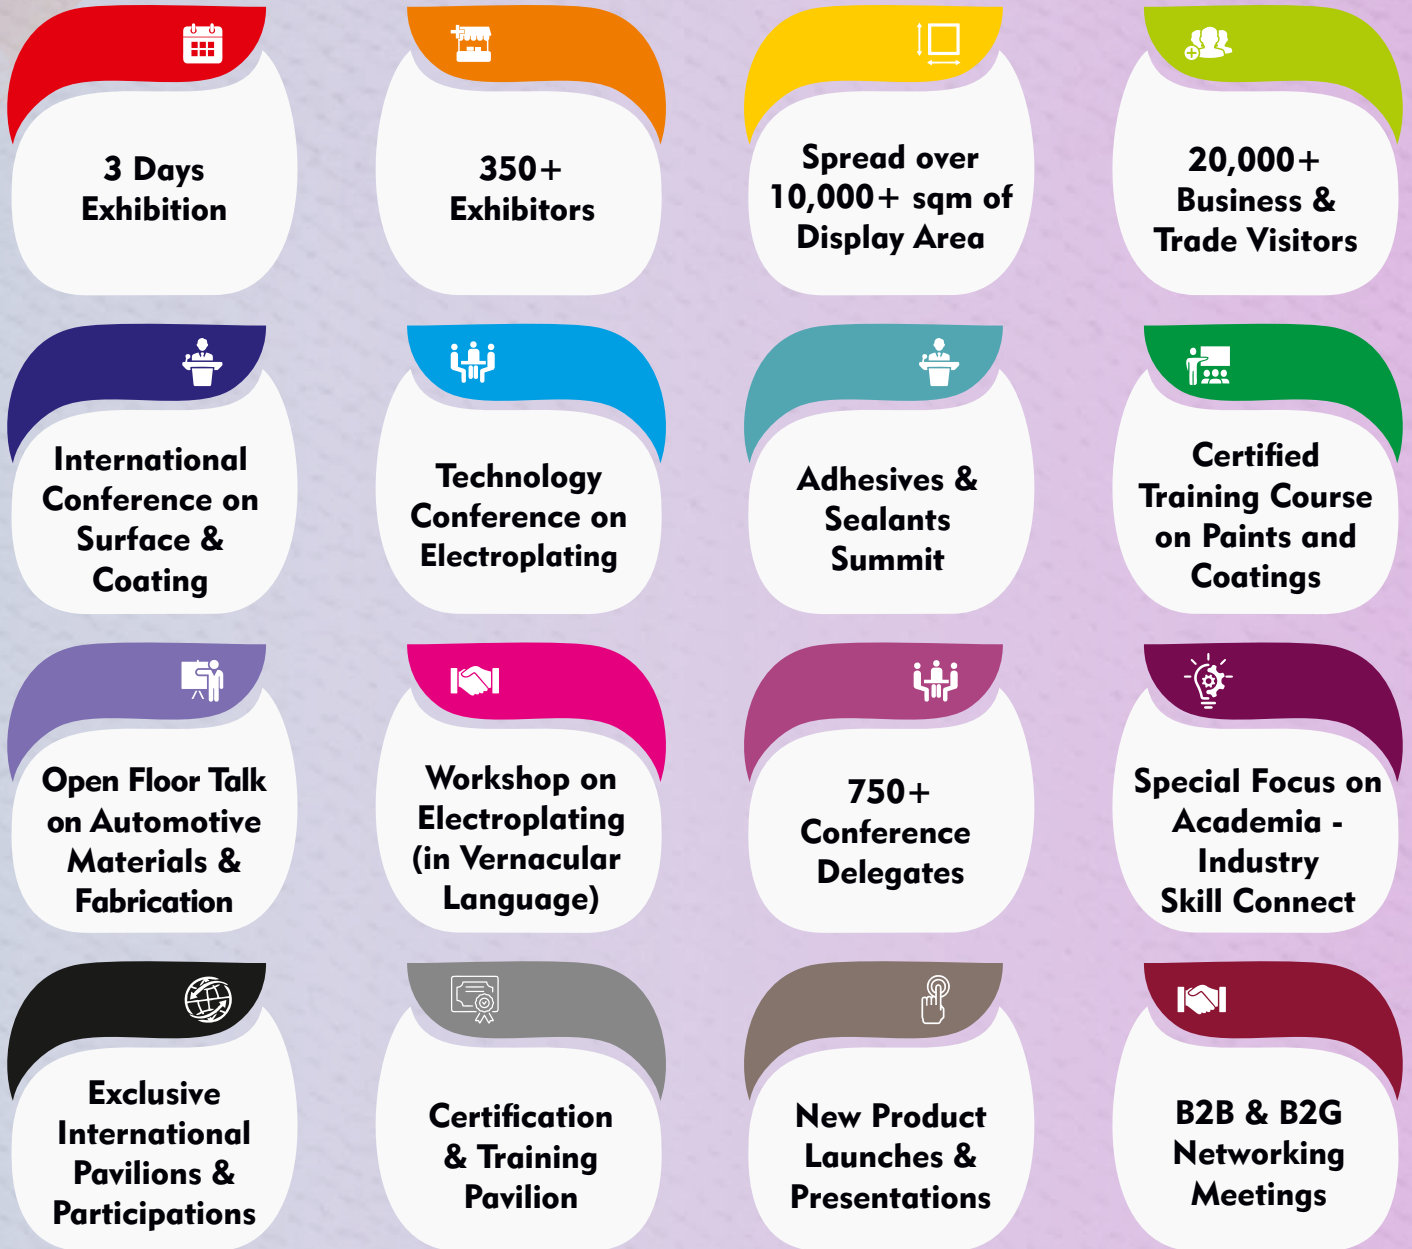 3 Days
Exhibition
350+
Exhibitors
Spread over
10,000+ sqm of
Display Area
20,000+
Business &
Trade Visitors
International
Conference on
Surface &
Coating
Technology
Conference on
Electroplating
Adhesives &
Sealants
Summit
Certified
Training Course
on Paints and
Coatings
Open Floor Talk
on Automotive
Materials &
Fabrication
Workshop on
Electroplating
(in Vernacular
Language)
750+
Conference
Delegates
Special Focus on
Academia -
Industry
Skill Connect
Exclusive
International
Pavilions &
Participations
Certification
& Training
Pavilion
New Product
Launches &
Presentations
B2B & B2G
Networking
Meetings